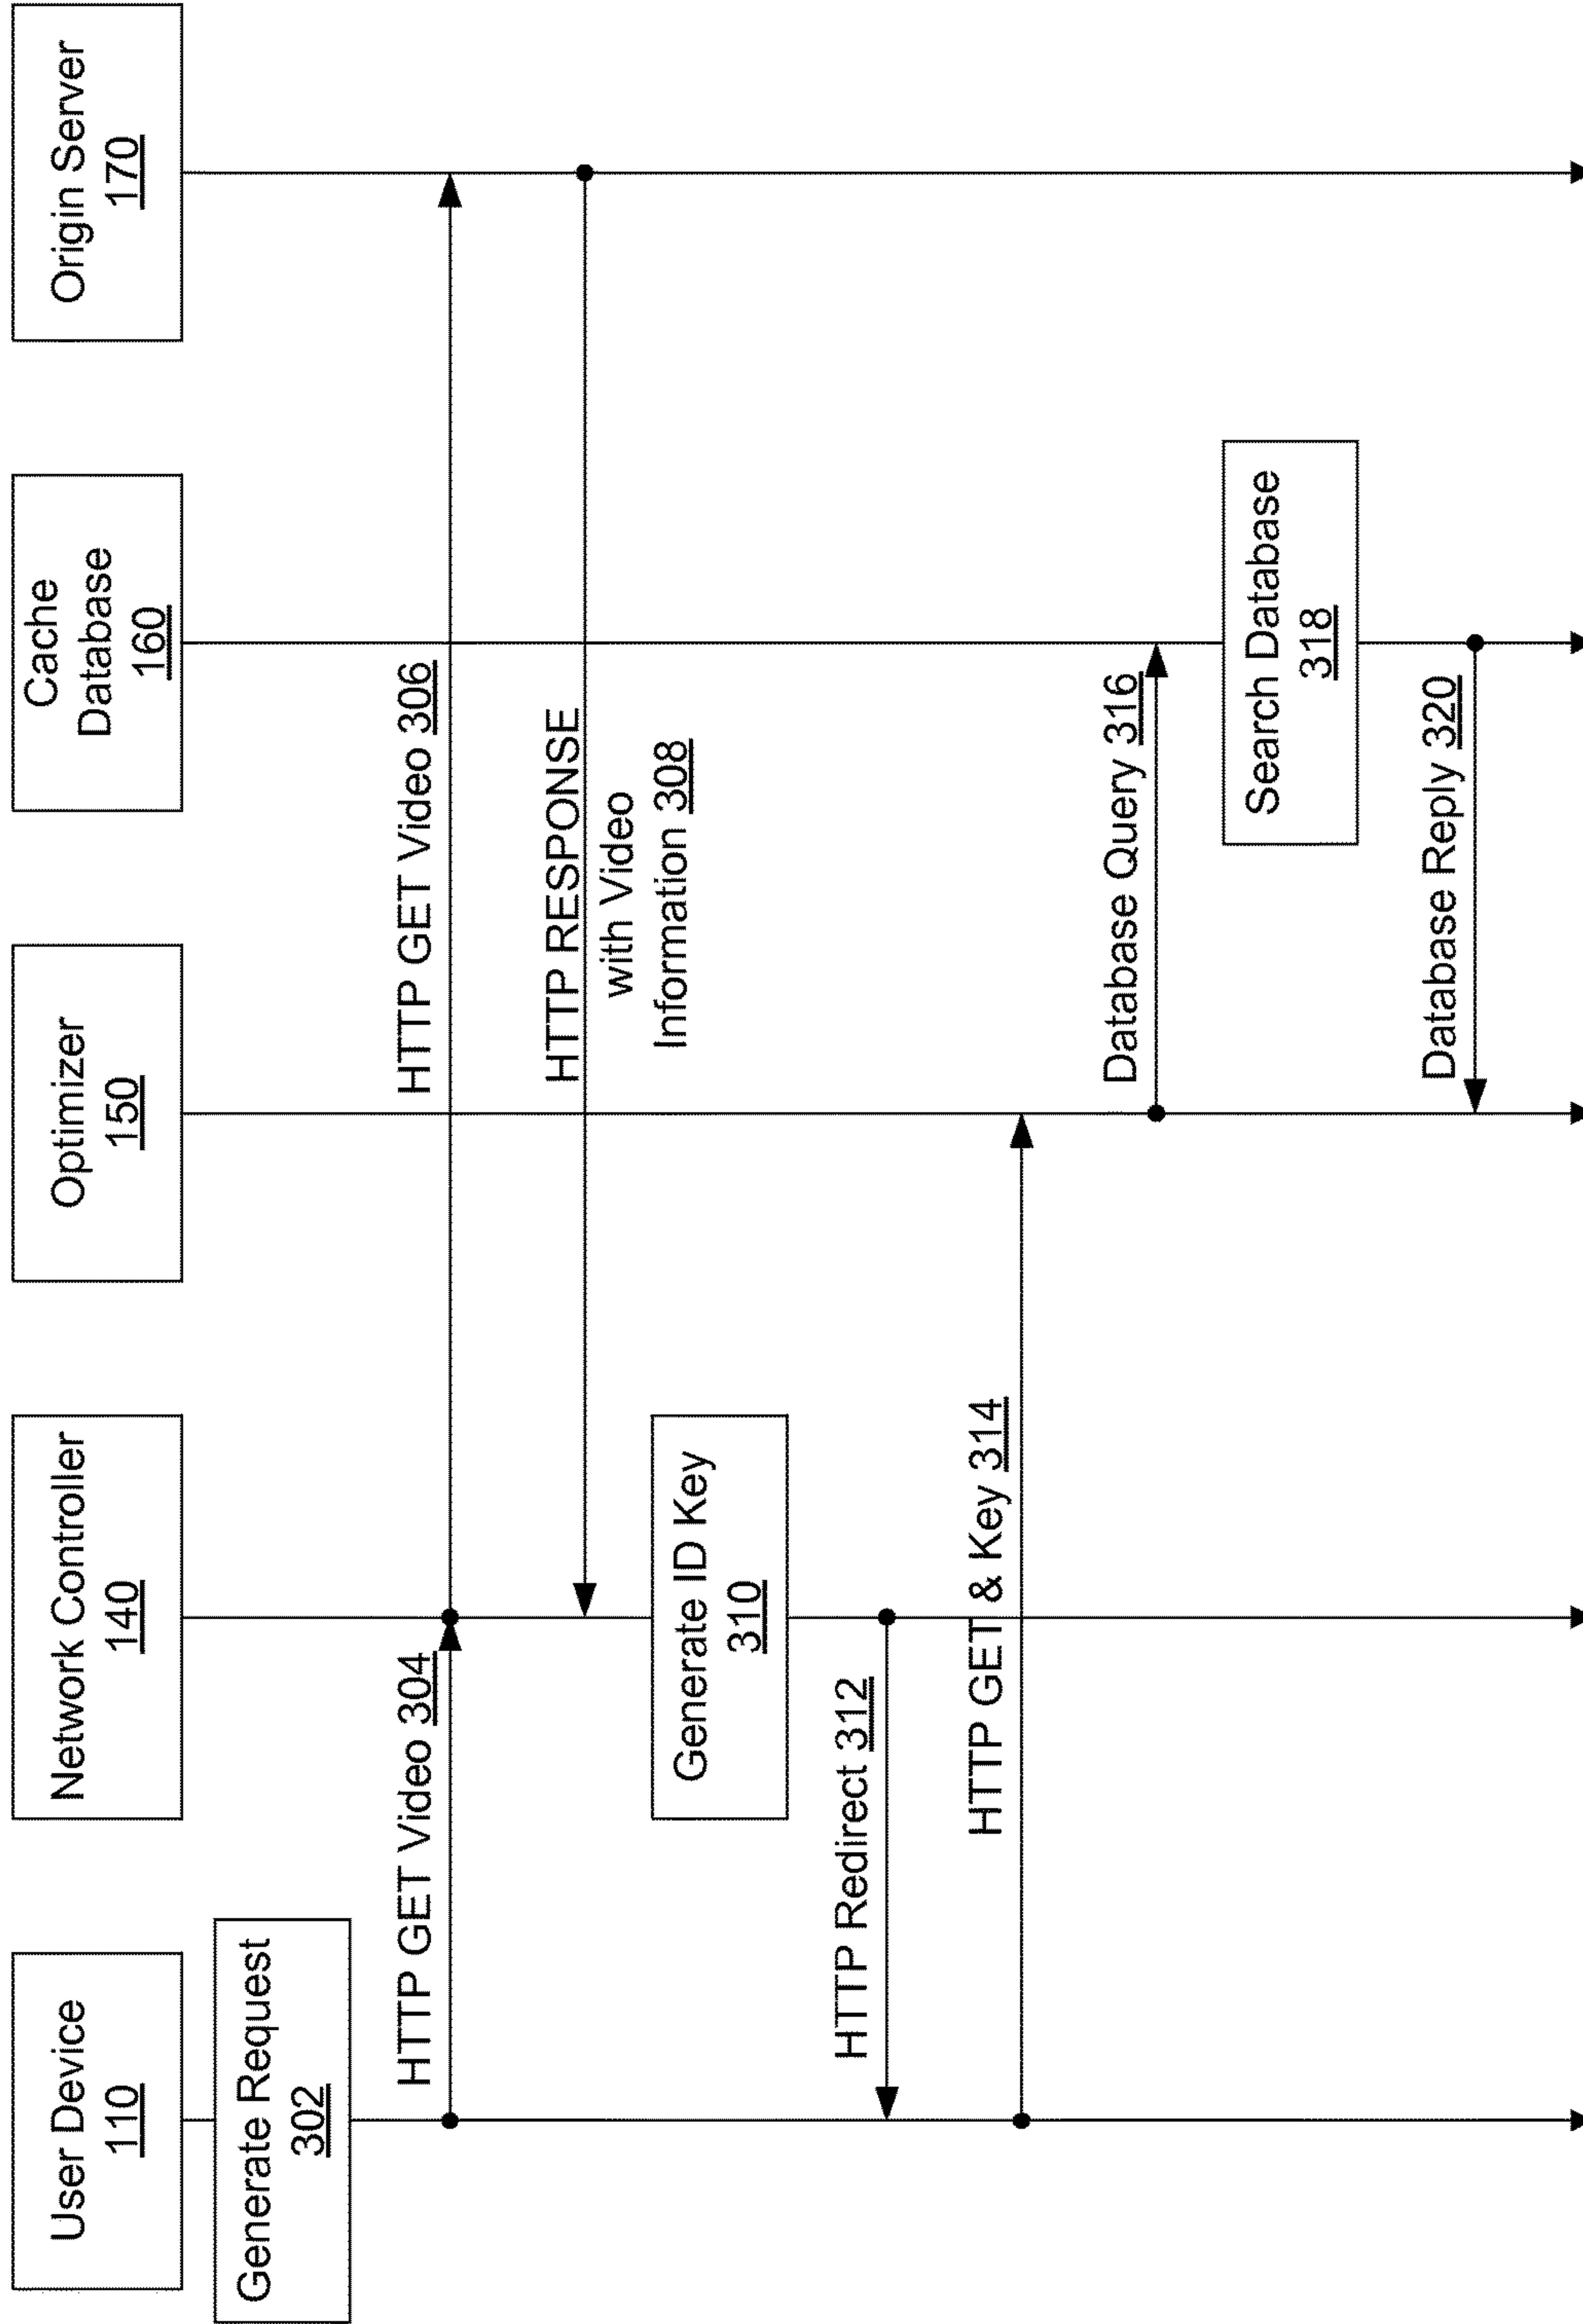 User Device
110
Network Controller
140
Optimizer
150
Cache
Database
160
Origin Server
170
Generate Request
302
HTTP GET Video 304
HTTP GET Video 306
HTTP RESPONSE
with Video
Information 308
Generate ID Key
310
HTTP Redirect 312
HTTP GET & Key 314
Database Query 316
Search Database
318
Database Reply 320